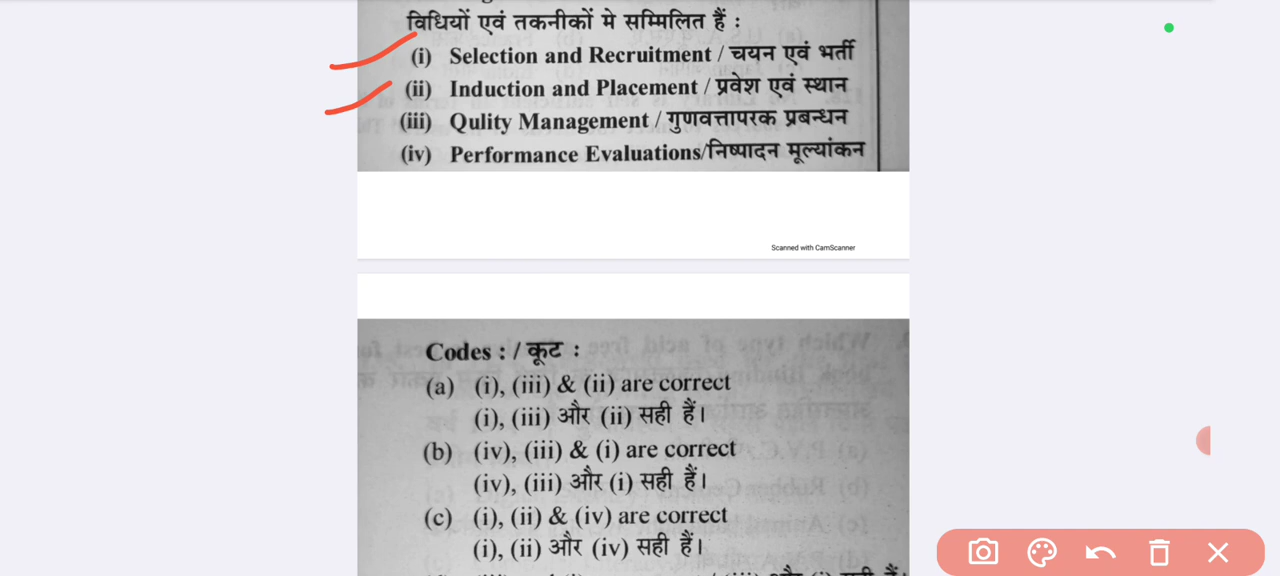 विधियों एवं तकनीकों मे सम्मिलित हैं :
(i) Selection and Recruitment / चयन एवं भर्ती
(ii) Induction and Placement / प्रवेश एवं स्थान
(iii) Qulity Management / गुणवत्तापरक प्रबन्धन
(iv) Performance Evaluations/निष्पादन मूल्यांकन
Scanned with CamScanner
Codes : / कूट :
(a) (i), (iii) & (ii) are correct
(i), (iii) और (ii) सही हैं।
(b) (iv), (iii) & (i) are correct
(iv), (iii) और (i) सही हैं।
(c) (i), (ii) & (iv) are correct
(i), (ii) और (iv) सही हैं।